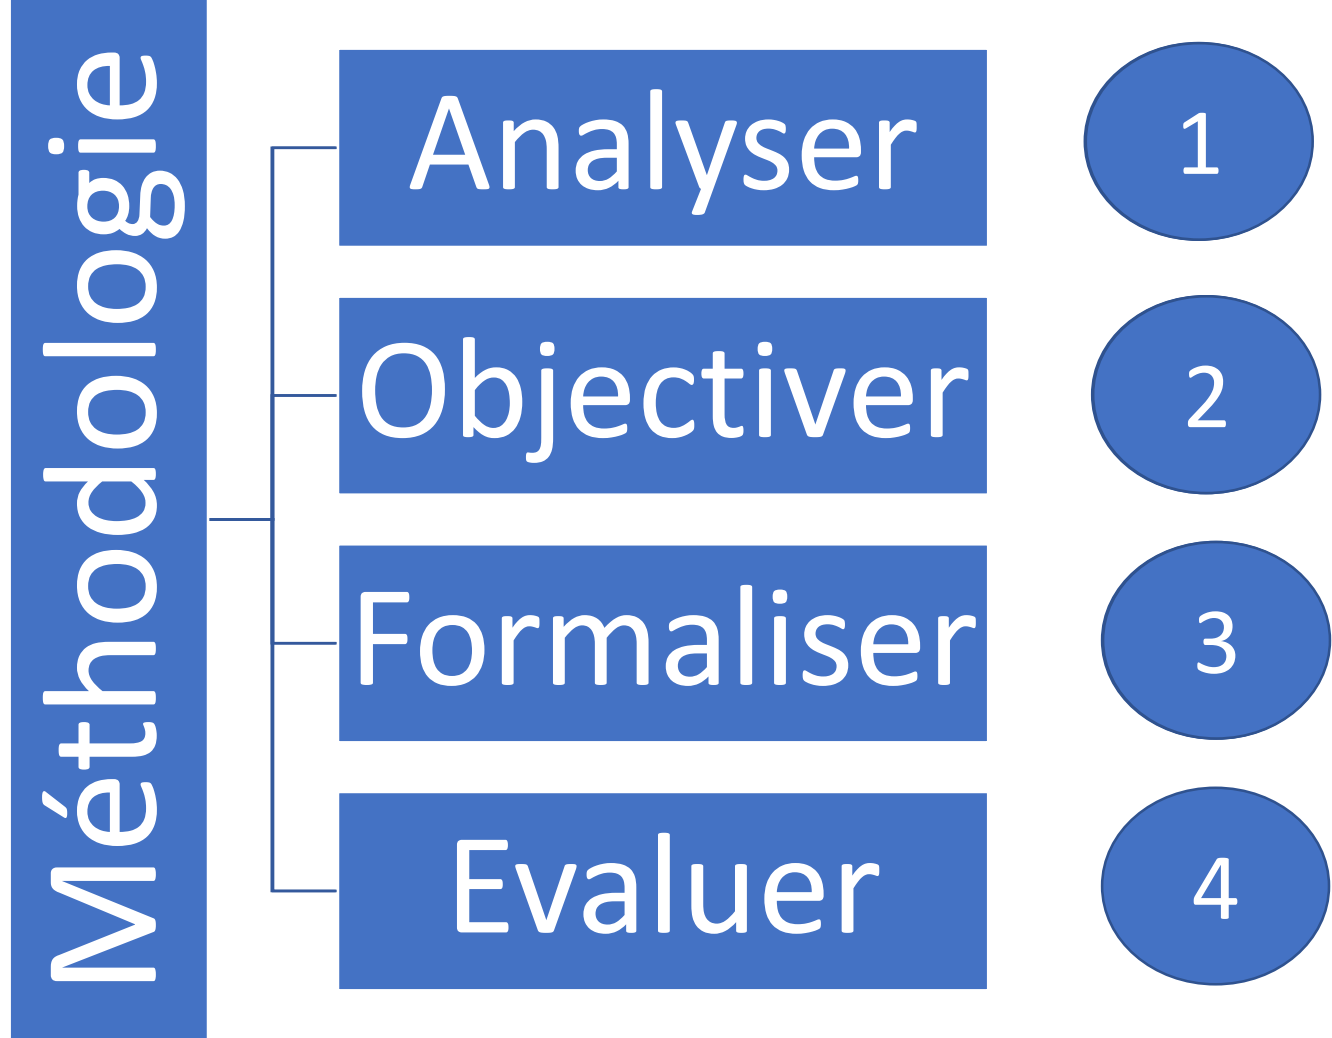 Méthodologie
Analyser
1
Objectiver
2
Formaliser
3
Evaluer
4